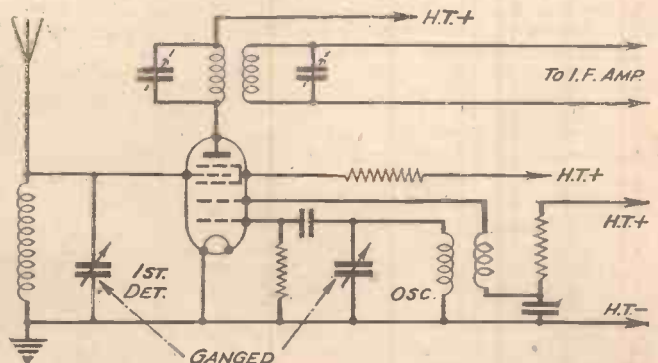 H.T.+
TO I.F. AMP.
H.T.+
H.T.+
1ST.
DET.
OSC.
H.T.-
GANGED